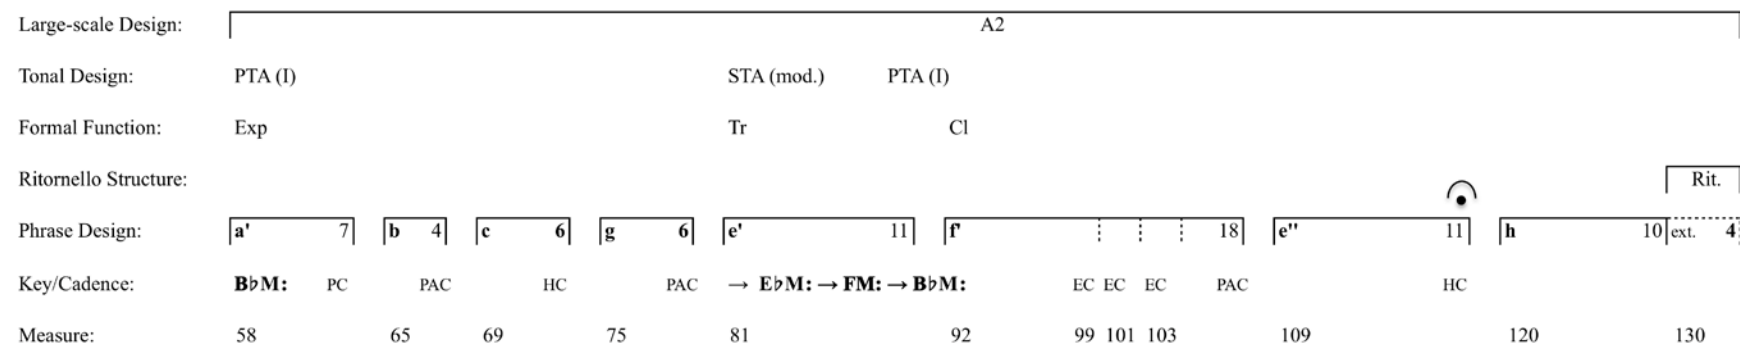 Large-scale Design: A2
Tonal Design: PTA (I) STA (mod.) PTA (I)
Formal Function: Exp Tr Cl
Ritornello Structure: Rit.
Phrase Design: a' 7 b 4 c 6 g 6 e' 11 f' 18 e'' 11 h 10 ext. 4
Key/Cadence: B♭M: PC PAC HC PAC → E♭M: → FM: → B♭M: EC EC EC PAC HC
Measure: 58 65 69 75 81 92 99 101 103 109 120 130